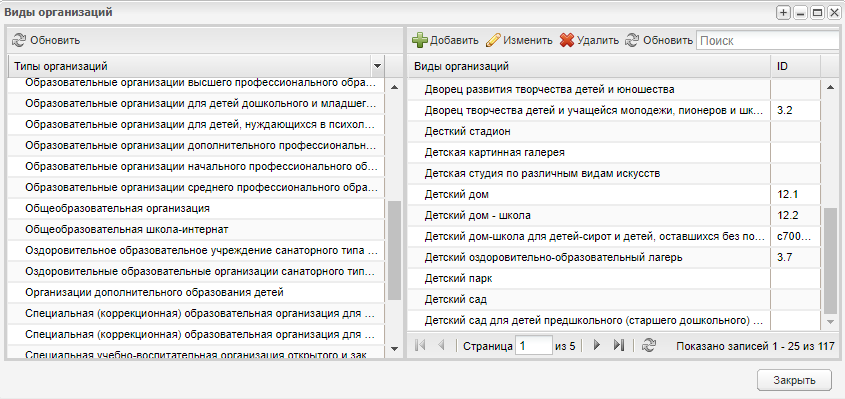 Виды организаций
Обновить
Типы организаций
Образовательные организации высшего профессионального обра...
Образовательные организации для детей дошкольного и младшег...
Образовательные организации для детей, нуждающихся в психол...
Образовательные организации дополнительного профессиональн...
Образовательные организации начального профессионального об...
Образовательные организации среднего профессионального обра...
Общеобразовательная организация
Общеобразовательная школа-интернат
Оздоровительное образовательное учреждение санаторного типа ...
Оздоровительные образовательные организации санаторного тип...
Организации дополнительного образования детей
Специальная (коррекционная) образовательная организация для ...
Специальная (коррекционная) образовательная организация для ...
Специальная учебно-воспитательная организация открытого и зак
Добавить Изменить Удалить Обновить Поиск
Виды организаций ID
Дворец развития творчества детей и юношества
Дворец творчества детей и учащейся молодежи, пионеров и шк... 3.2
Десткий стадион
Детская картинная галерея
Детская студия по различным видам искусств
Детский дом 12.1
Детский дом - школа 12.2
Детский дом-школа для детей-сирот и детей, оставшихся без по... c700...
Детский оздоровительно-образовательный лагерь 3.7
Детский парк
Детский сад
Детский сад для детей предшкольного (старшего дошкольного) ...
Страница 1 из 5 Показано записей 1 - 25 из 117
Закрыть